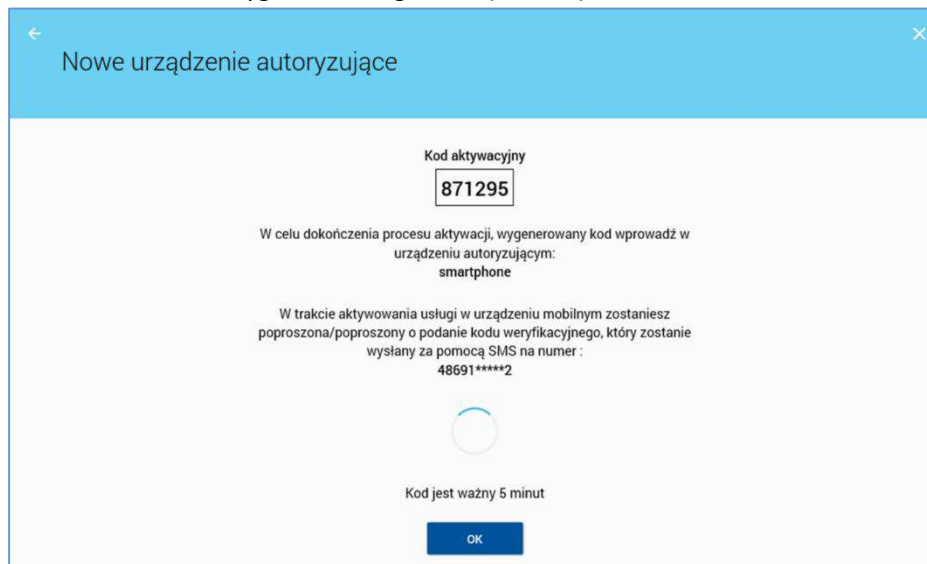 Nowe urządzenie autoryzujące
Kod aktywacyjny
871295
W celu dokończenia procesu aktywacji, wygenerowany kod wprowadź w
urządzeniu autoryzującym:
smartphone
W trakcie aktywowania usługi w urządzeniu mobilnym zostaniesz
poproszona/poproszony o podanie kodu weryfikacyjnego, który zostanie
wysłany za pomocą SMS na numer :
48691*****2
Kod jest ważny 5 minut
OK